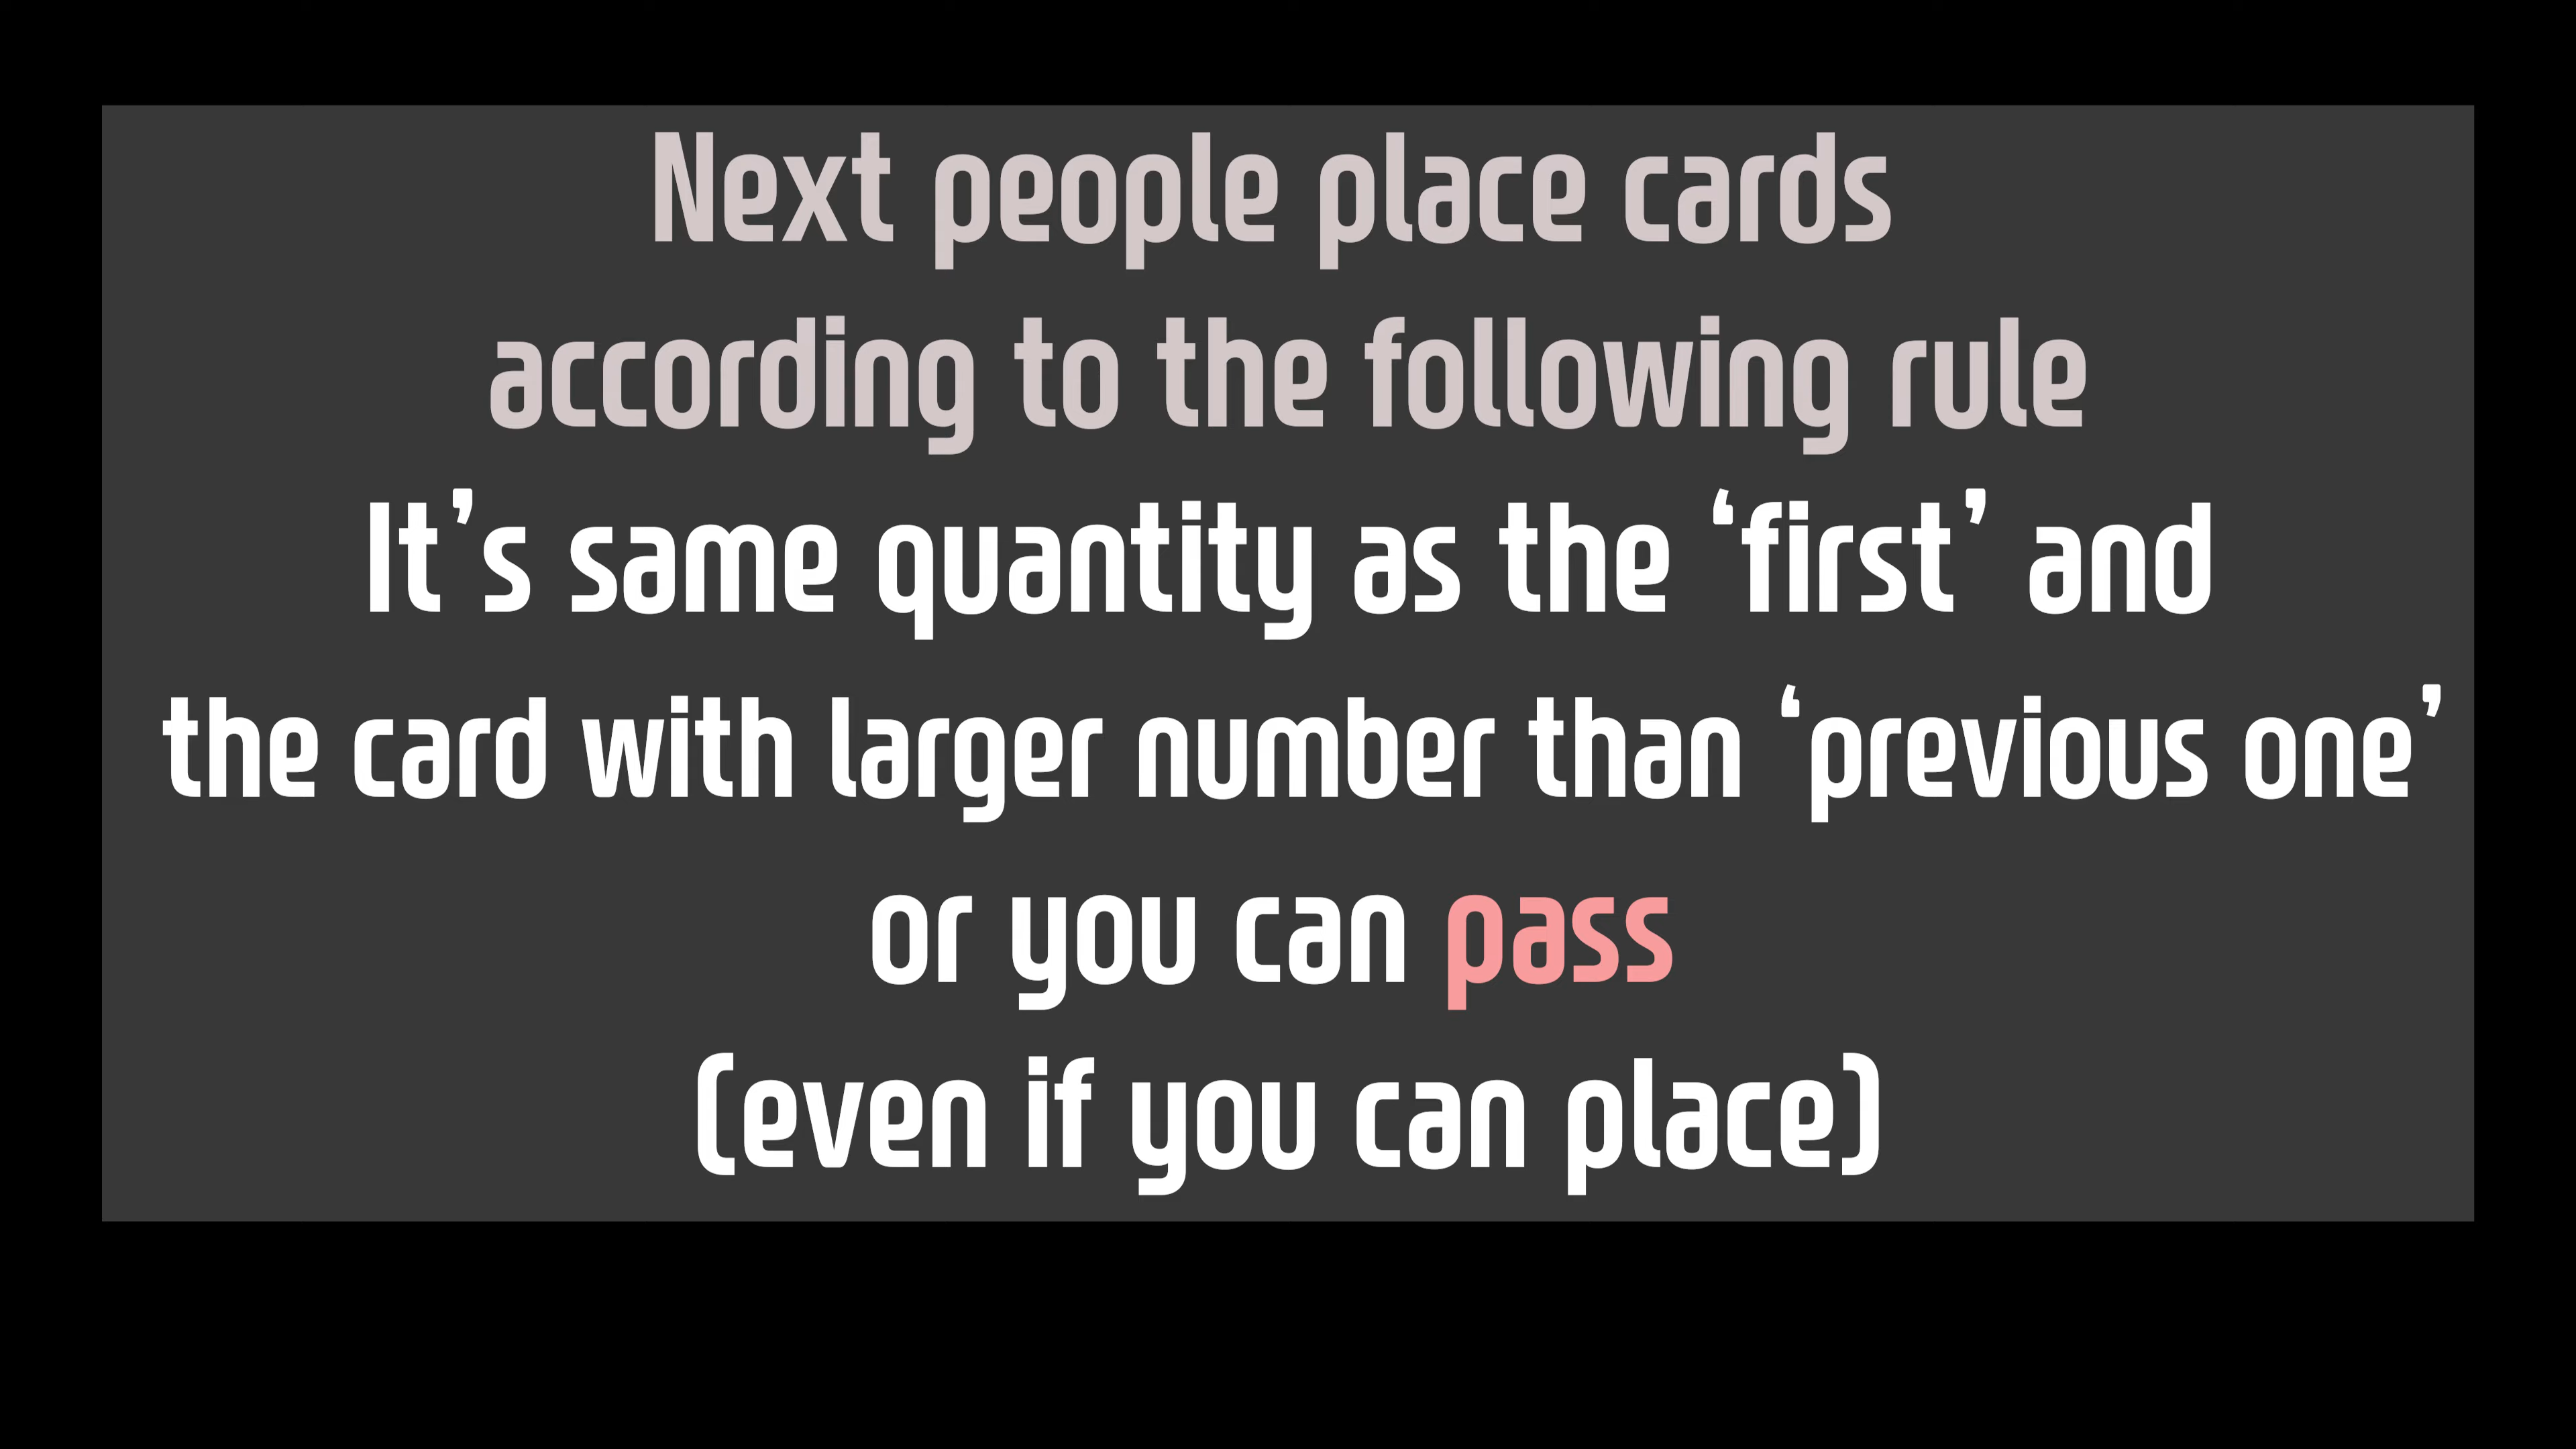 Next people place cards
according to the following rule
It’s same quantity as the ‘first’ and
the card with larger number than ‘previous one’
or you can pass
(even if you can place)